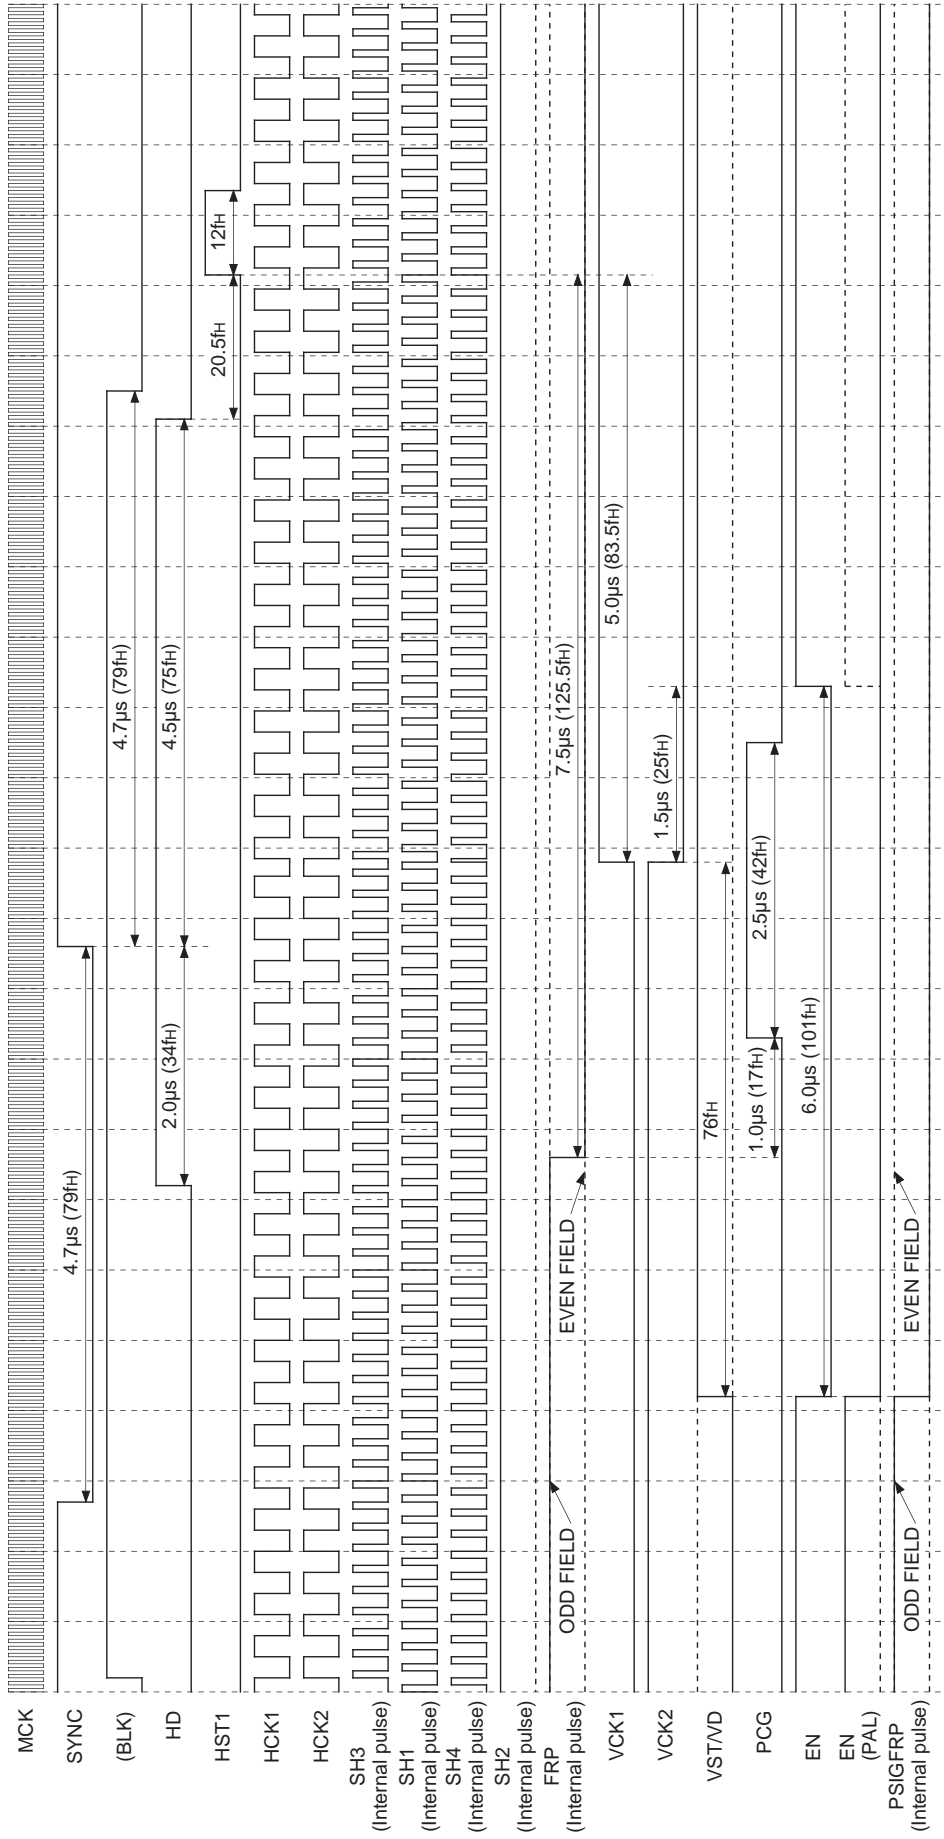 MCK
SYNC
4.7µs (79fH)
(BLK)
4.7µs (79fH)
HD
2.0µs (34fH)
4.5µs (75fH)
HST1
20.5fH
12fH
HCK1
HCK2
SH3
(Internal pulse)
SH1
(Internal pulse)
SH4
(Internal pulse)
SH2
(Internal pulse)
FRP
(Internal pulse)
ODD FIELD
EVEN FIELD
7.5µs (125.5fH)
VCK1
5.0µs (83.5fH)
VCK2
1.5µs (25fH)
VST/VD
76fH
PCG
1.0µs (17fH)
2.5µs (42fH)
EN
6.0µs (101fH)
EN
(PAL)
PSIGFRP
(Internal pulse)
ODD FIELD
EVEN FIELD